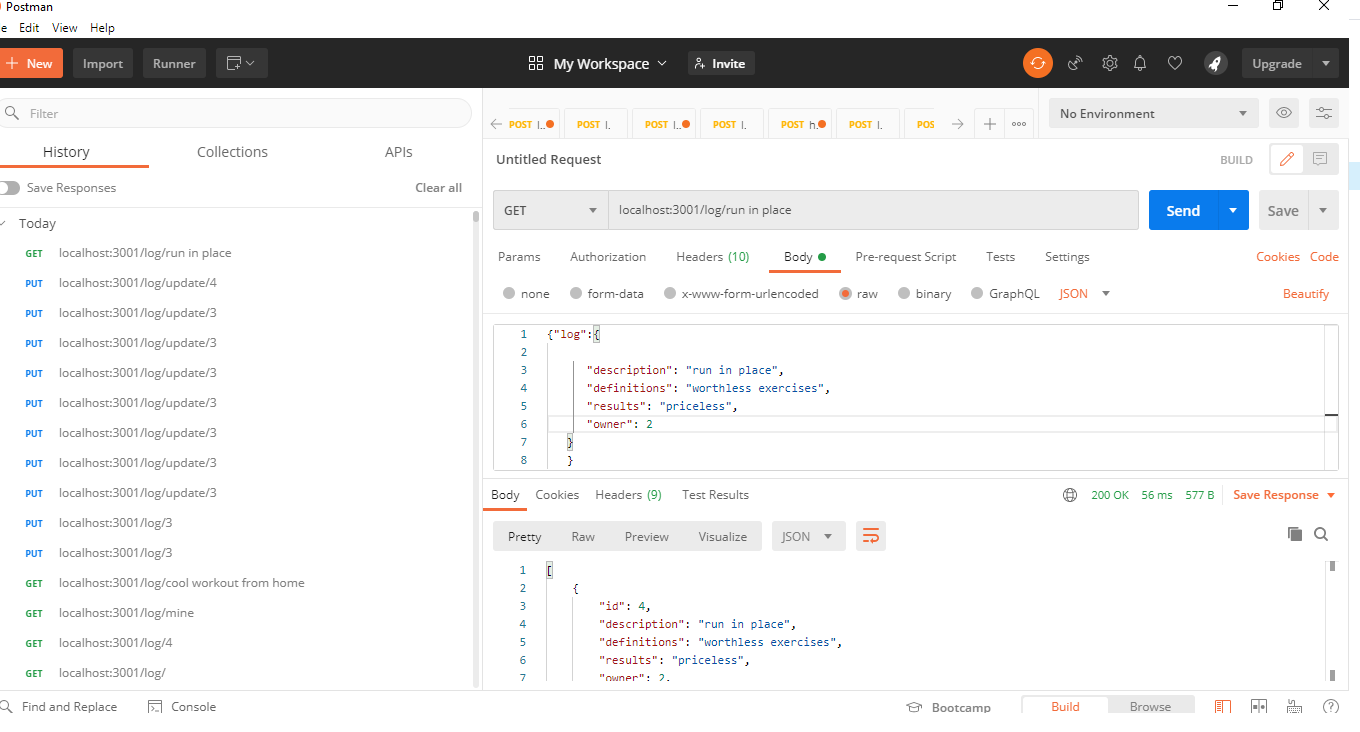 Postman
e Edit View Help
+ New Import Runner My Workspace Invite Upgrade
Filter
History Collections APIs
Save Responses Clear all
Today
GET localhost:3001/log/run in place
PUT localhost:3001/log/update/4
PUT localhost:3001/log/update/3
PUT localhost:3001/log/update/3
PUT localhost:3001/log/update/3
PUT localhost:3001/log/update/3
PUT localhost:3001/log/update/3
PUT localhost:3001/log/update/3
PUT localhost:3001/log/update/3
PUT localhost:3001/log/3
PUT localhost:3001/log/3
GET localhost:3001/log/cool workout from home
GET localhost:3001/log/mine
GET localhost:3001/log/4
GET localhost:3001/log/
POST l.. POST l. POST l.. POST l. POST h. POST l. POS
No Environment
Untitled Request BUILD
GET localhost:3001/log/run in place Send Save
Params Authorization Headers (10) Body Pre-request Script Tests Settings Cookies Code
none form-data x-www-form-urlencoded raw binary GraphQL JSON Beautify
1 {"log":{
2
3 "description": "run in place",
4 "definitions": "worthless exercises",
5 "results": "priceless",
6 "owner": 2
7 }
8 }
Body Cookies Headers (9) Test Results 200 OK 56 ms 577 B Save Response
Pretty Raw Preview Visualize JSON
1 [
2 {
3 "id": 4,
4 "description": "run in place",
5 "definitions": "worthless exercises",
6 "results": "priceless",
7 "owner": 2,
Find and Replace Console Bootcamp Build Browse